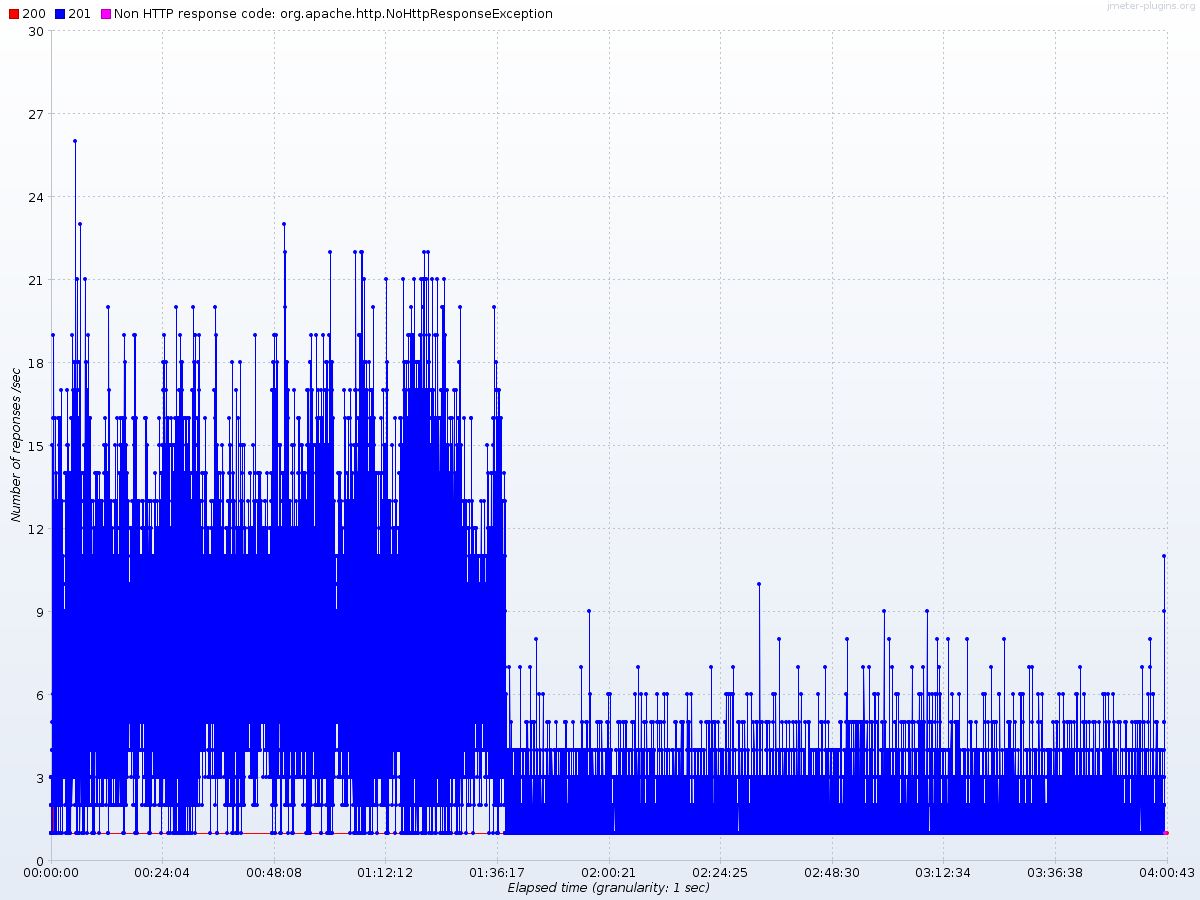 200 201 Non HTTP response code: org.apache.http.NoHttpResponseException
jmeter-plugins.org
30
27
24
21
18
15
12
9
6
3
0
Number of reponses /sec
00:00:00 00:24:04 00:48:08 01:12:12 01:36:17 02:00:21 02:24:25 02:48:30 03:12:34 03:36:38 04:00:43
Elapsed time (granularity: 1 sec)